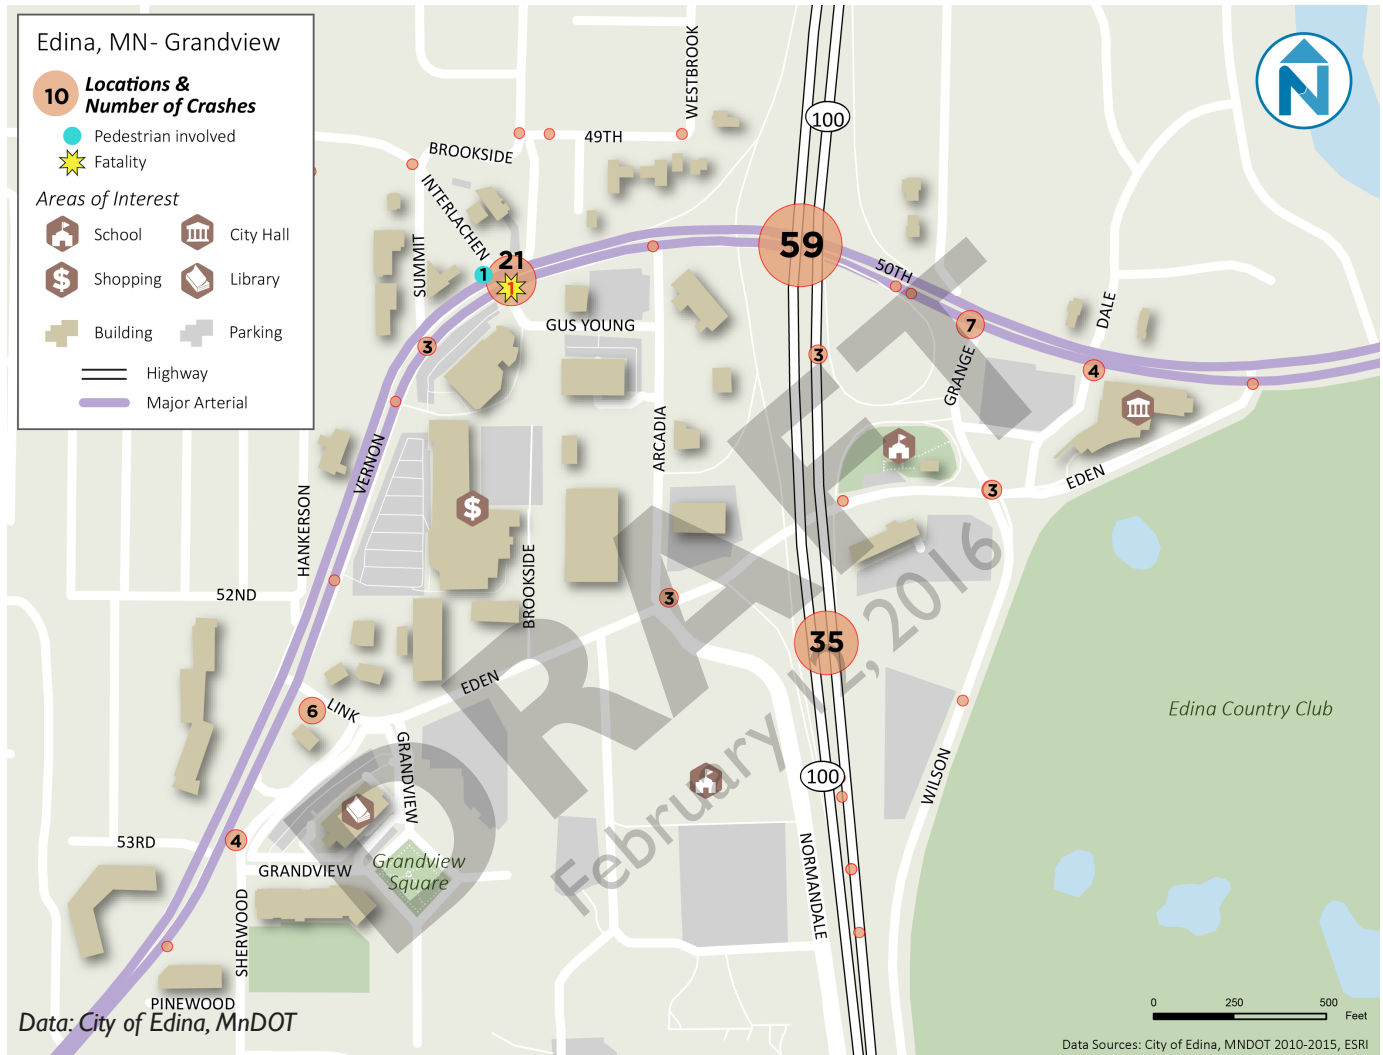 Edina, MN- Grandview
10
Locations &
Number of Crashes
Pedestrian involved
Fatality
Areas of Interest
School
City Hall
Shopping
Library
Building
Parking
Highway
Major Arterial
N
WESTBROOK
100
49TH
BROOKSIDE
INTERLACHEN
SUMMIT
21
1
1
59
50TH
GUS YOUNG
7
DALE
3
3
4
GRANGE
$
$
VERNON
ARCADIA
HANKERSON
EDEN
3
BROOKSIDE
52ND
3
35
DRAFT
February 12, 2016
EDEN
6
LINK
GRANDVIEW
Edina Country Club
100
WILSON
53RD
4
GRANDVIEW
Grandview
Square
NORMANDALE
SHERWOOD
PINEWOOD
Data: City of Edina, MnDOT
0 250 500
Feet
Data Sources: City of Edina, MNDOT 2010-2015, ESRI